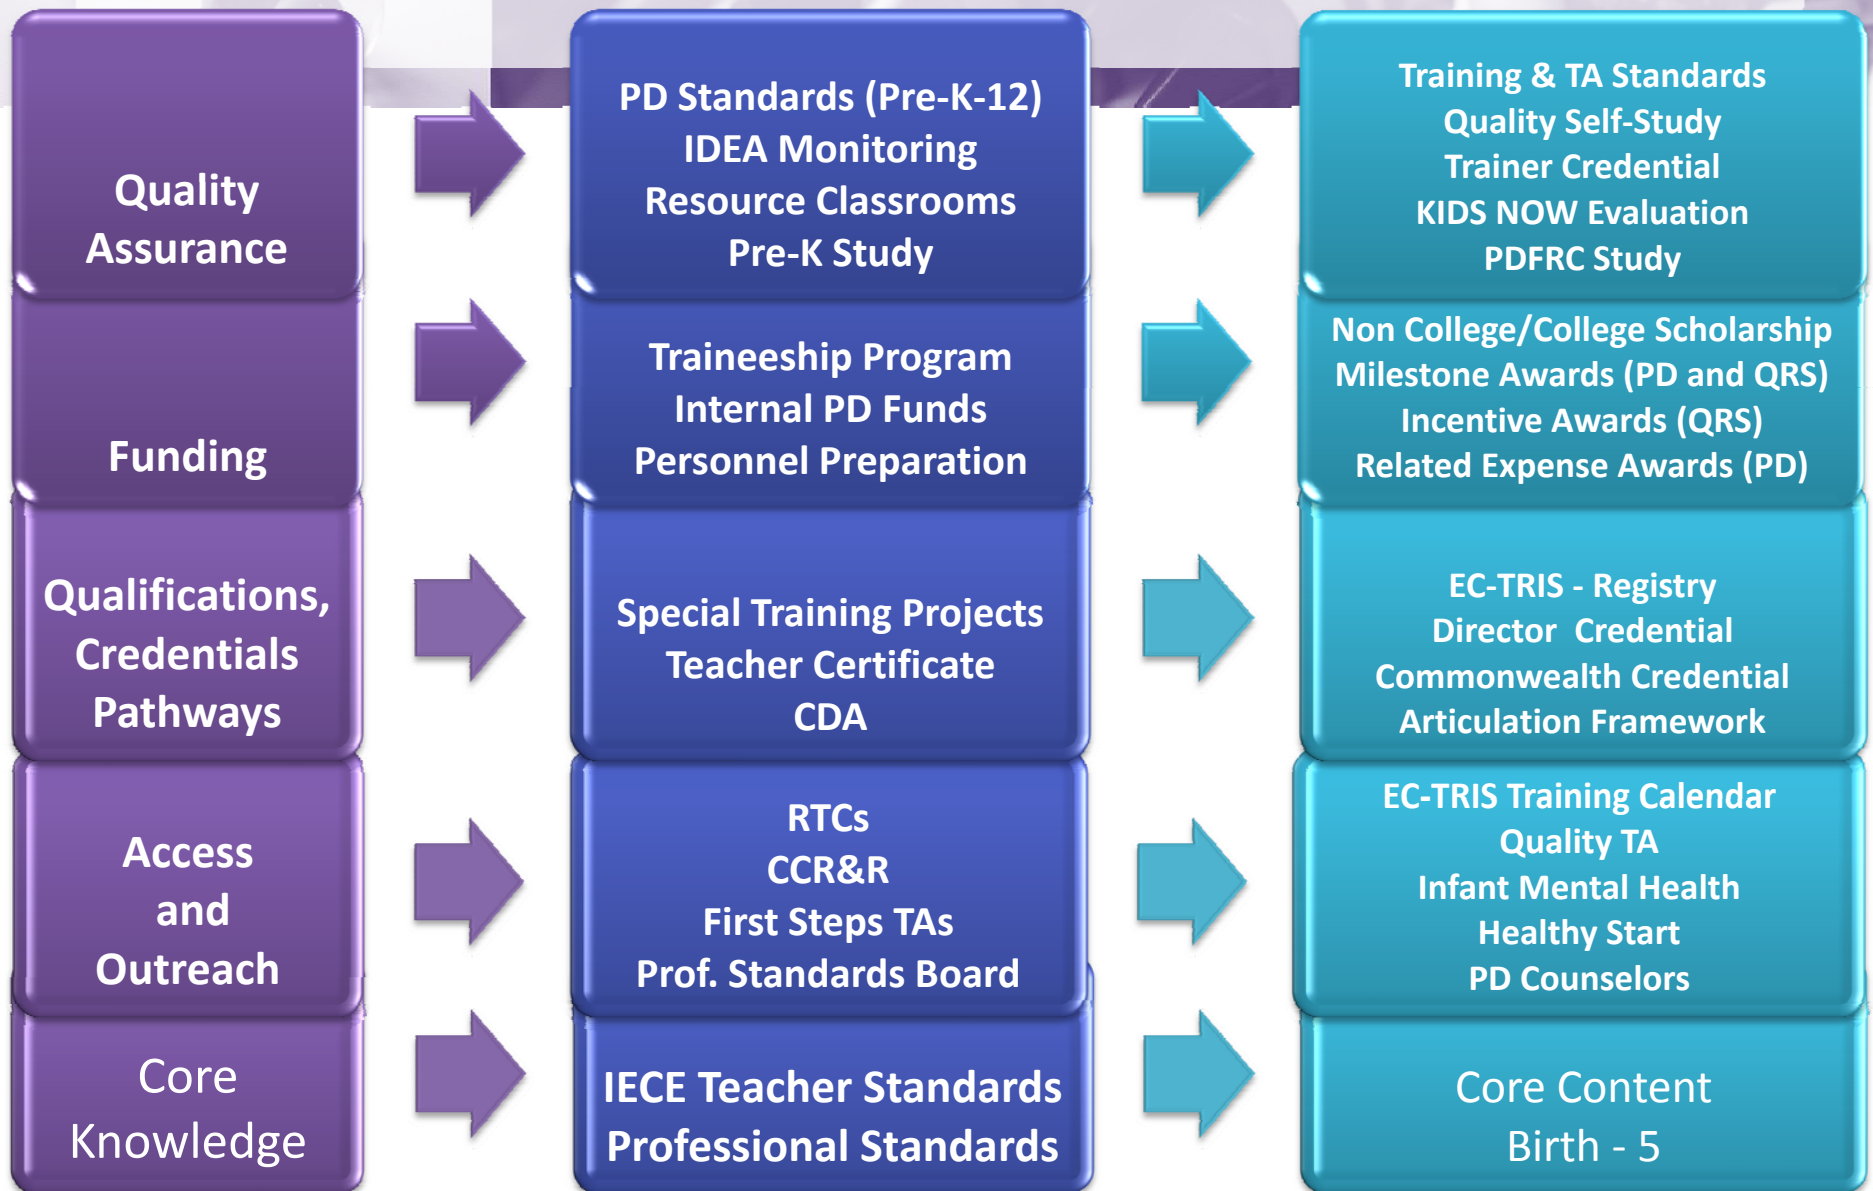 Quality
Assurance
PD Standards (Pre-K-12)
IDEA Monitoring
Resource Classrooms
Pre-K Study
Training & TA Standards
Quality Self-Study
Trainer Credential
KIDS NOW Evaluation
PDFRC Study
Funding
Traineeship Program
Internal PD Funds
Personnel Preparation
Non College/College Scholarship
Milestone Awards (PD and QRS)
Incentive Awards (QRS)
Related Expense Awards (PD)
Qualifications,
Credentials
Pathways
Special Training Projects
Teacher Certificate
CDA
EC-TRIS - Registry
Director Credential
Commonwealth Credential
Articulation Framework
Access
and
Outreach
RTCs
CCR&R
First Steps TAs
Prof. Standards Board
EC-TRIS Training Calendar
Quality TA
Infant Mental Health
Healthy Start
PD Counselors
Core
Knowledge
IECE Teacher Standards
Professional Standards
Core Content
Birth - 5